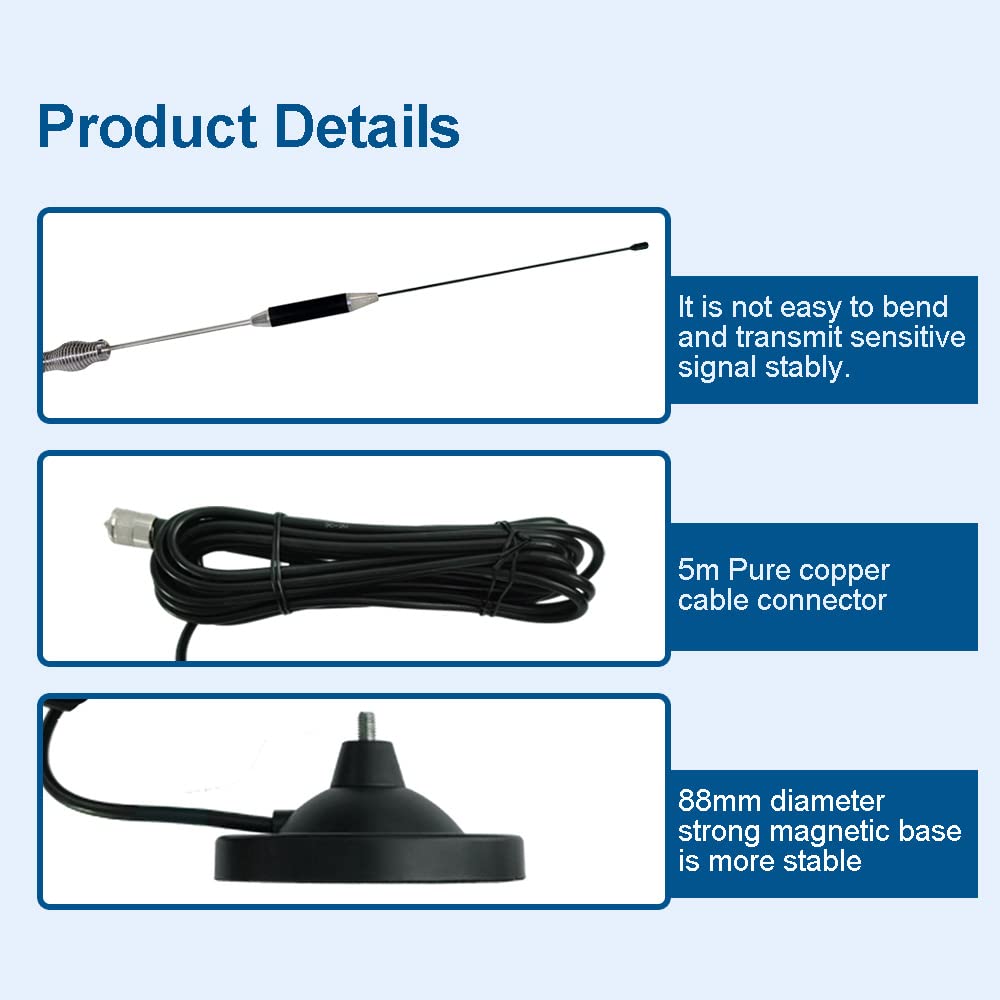 Product Details
It is not easy to bend
and transmit sensitive
signal stably.
5m Pure copper
cable connector
88mm diameter
strong magnetic base
is more stable